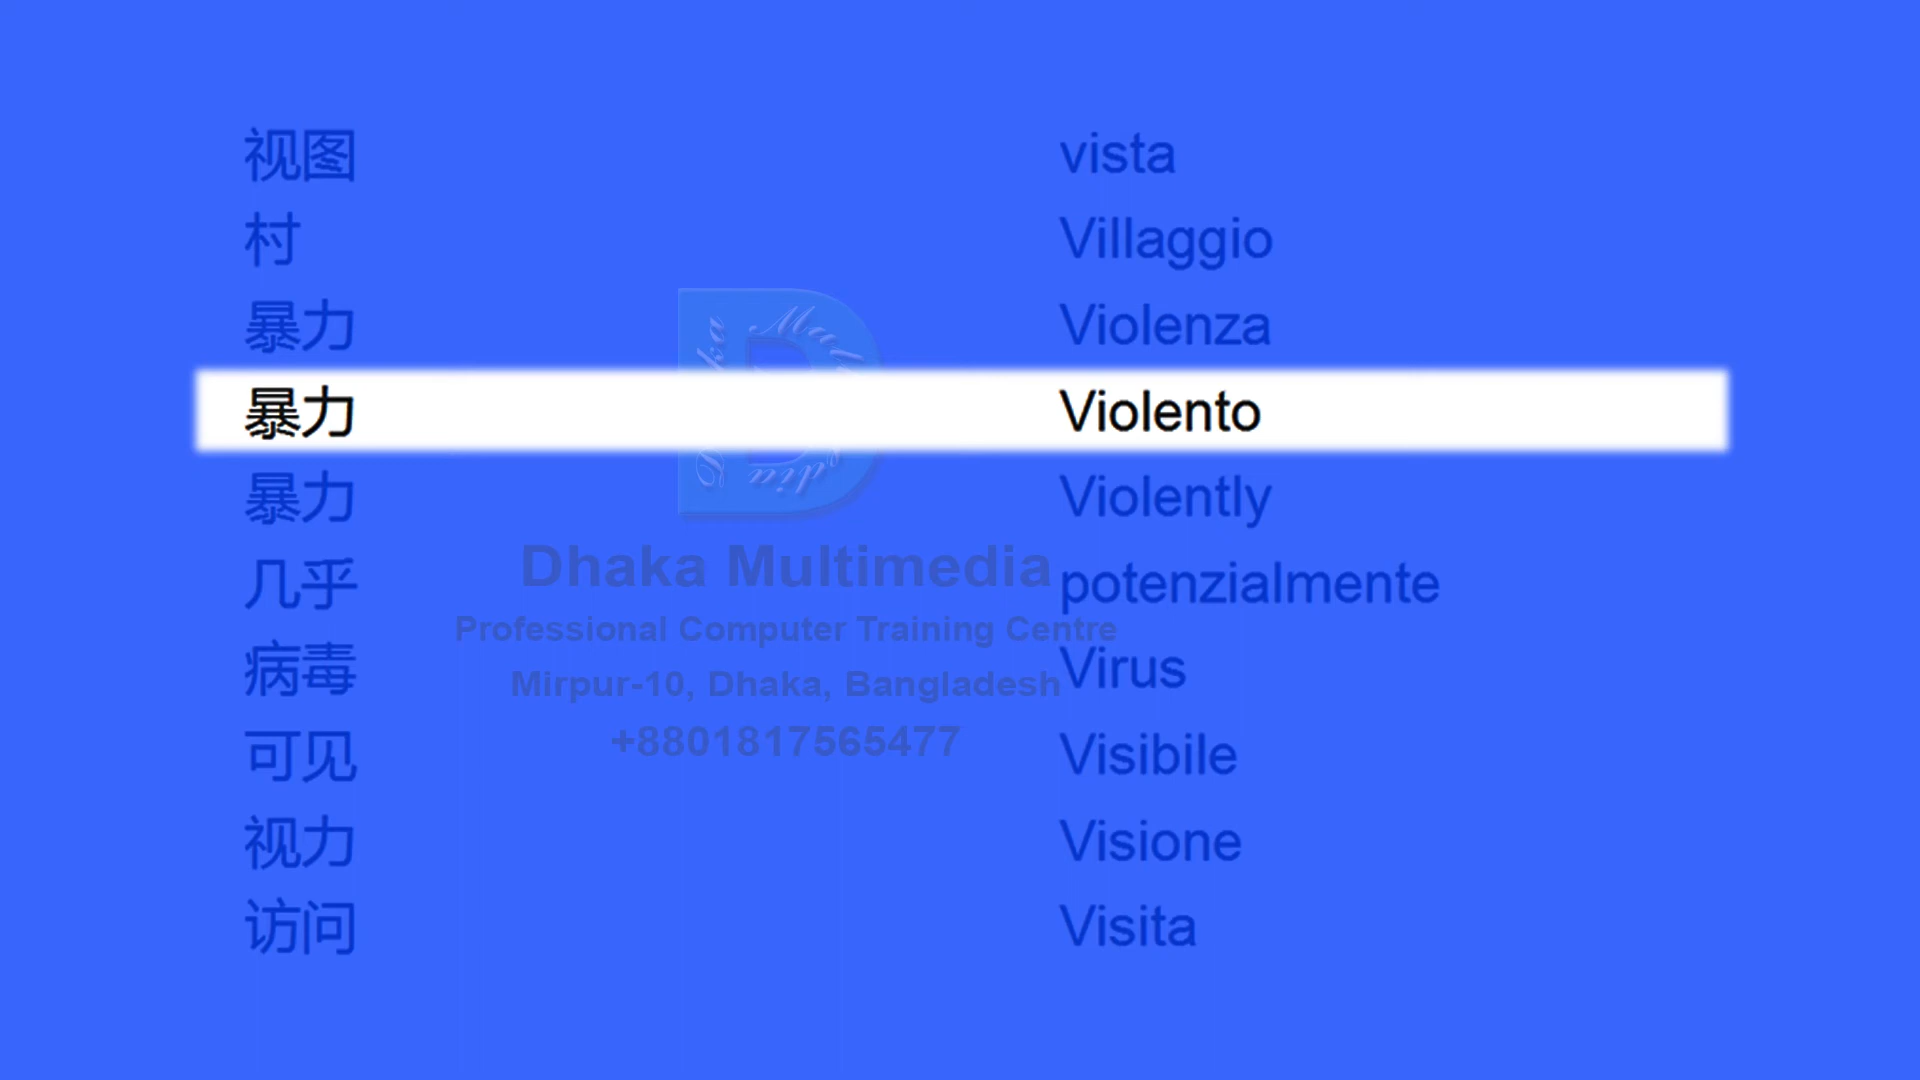 视图 vista
村 Villaggio
暴力 Violenza
暴力 Violento
暴力 Violently
几乎 potenzialmente
病毒 Virus
可见 Visibile
视力 Visione
访问 Visita
Dhaka Multimedia
Professional Computer Training Centre
Mirpur-10, Dhaka, Bangladesh
+8801817565477